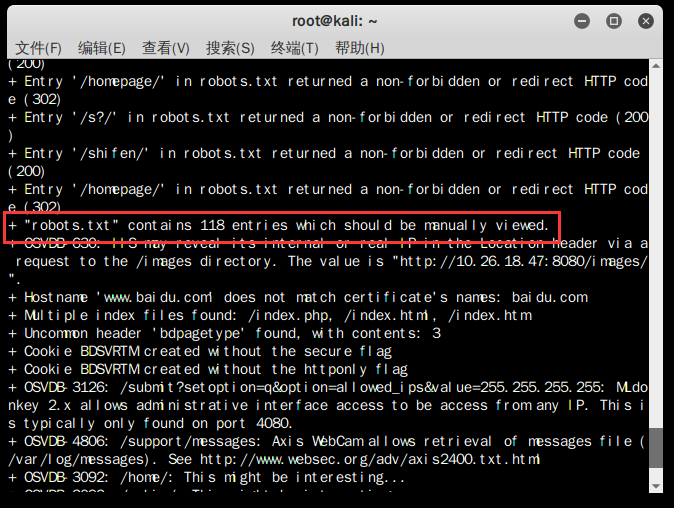 root@kali: ~
文件(F) 编辑(E) 查看(V) 搜索(S) 终端(T) 帮助(H)
(200)
+ Entry '/homepage/' in robots.txt returned a non-forbidden or redirect HTTP cod
e (302)
+ Entry '/s?/' in robots.txt returned a non-forbidden or redirect HTTP code (200
)
+ Entry '/shifen/' in robots.txt returned a non-forbidden or redirect HTTP code
(200)
+ Entry '/homepage/' in robots.txt returned a non-forbidden or redirect HTTP cod
e (302)
+ "robots.txt" contains 118 entries which should be manually viewed.
+ OSVDB-630: IIS may reveal its internal or real IP in the Location header via a
request to the /images directory. The value is "http://10.26.18.47:8080/images/
".
+ Hostname 'www.baidu.com' does not match certificate's names: baidu.com
+ Multiple index files found: /index.php, /index.html, /index.htm
+ Uncommon header 'bdpagetype' found, with contents: 3
+ Cookie BDSVRTM created without the secure flag
+ Cookie BDSVRTM created without the httponly flag
+ OSVDB-3126: /submit?setoption=q&option=allowed_ips&value=255.255.255.255: MLdo
nkey 2.x allows administrative interface access to be access from any IP. This i
s typically only found on port 4080.
+ OSVDB-4806: /support/messages: Axis WebCam allows retrieval of messages file (
/var/log/messages). See http://www.websec.org/adv/axis2400.txt.html
+ OSVDB-3092: /home/: This might be interesting...